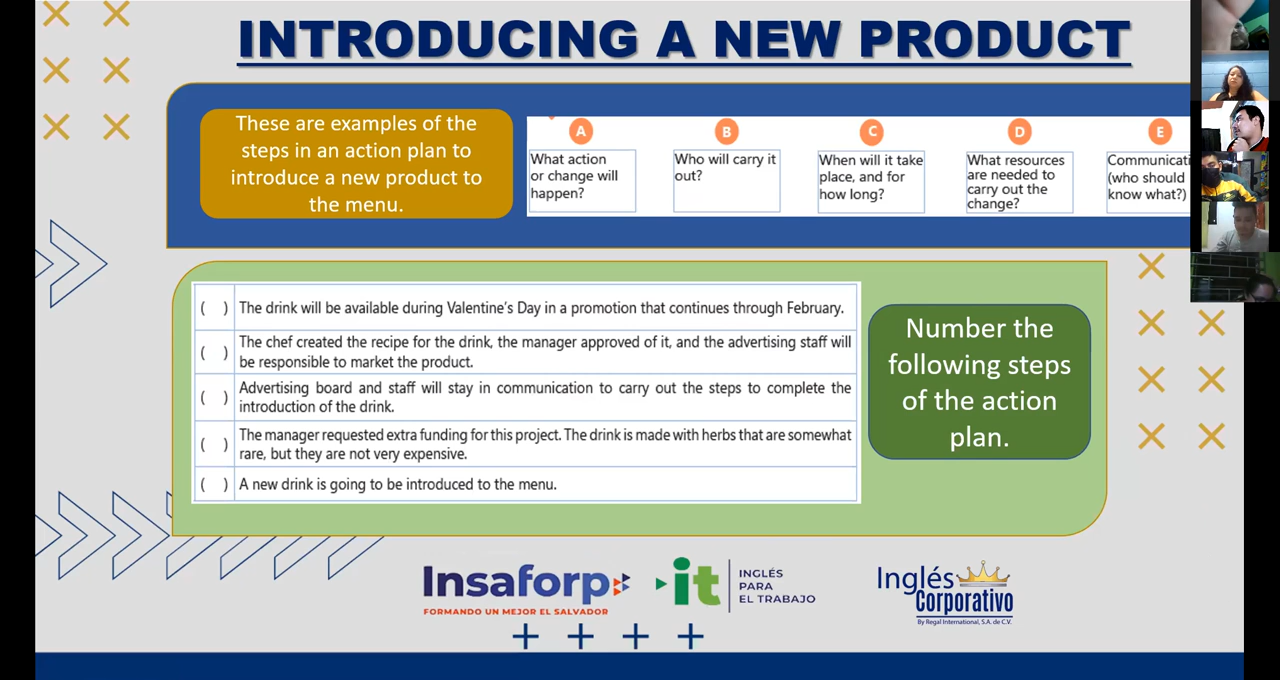 INTRODUCING A NEW PRODUCT
These are examples of the
steps in an action plan to
introduce a new product to
the menu.
A
What action
or change will
happen?
B
Who will carry it
out?
C
When will it take
place, and for
how long?
D
What resources
are needed to
carry out the
change?
E
(who should
know what?)
( ) The drink will be available during Valentine's Day in a promotion that continues through February.
( ) The chef created the recipe for the drink, the manager approved of it, and the advertising staff will
be responsible to market the product.
( ) Advertising board and staff will stay in communication to carry out the steps to complete the
introduction of the drink.
( ) The manager requested extra funding for this project. The drink is made with herbs that are somewhat
rare, but they are not very expensive.
( ) A new drink is going to be introduced to the menu.
Number the
following steps
of the action
plan.
Insaforp
FORMANDO UN MEJOR EL SALVADOR
it
INGLÉS
PARA
EL TRABAJO
Inglés
Corporativo
By Regal International, S.A. de C.V.